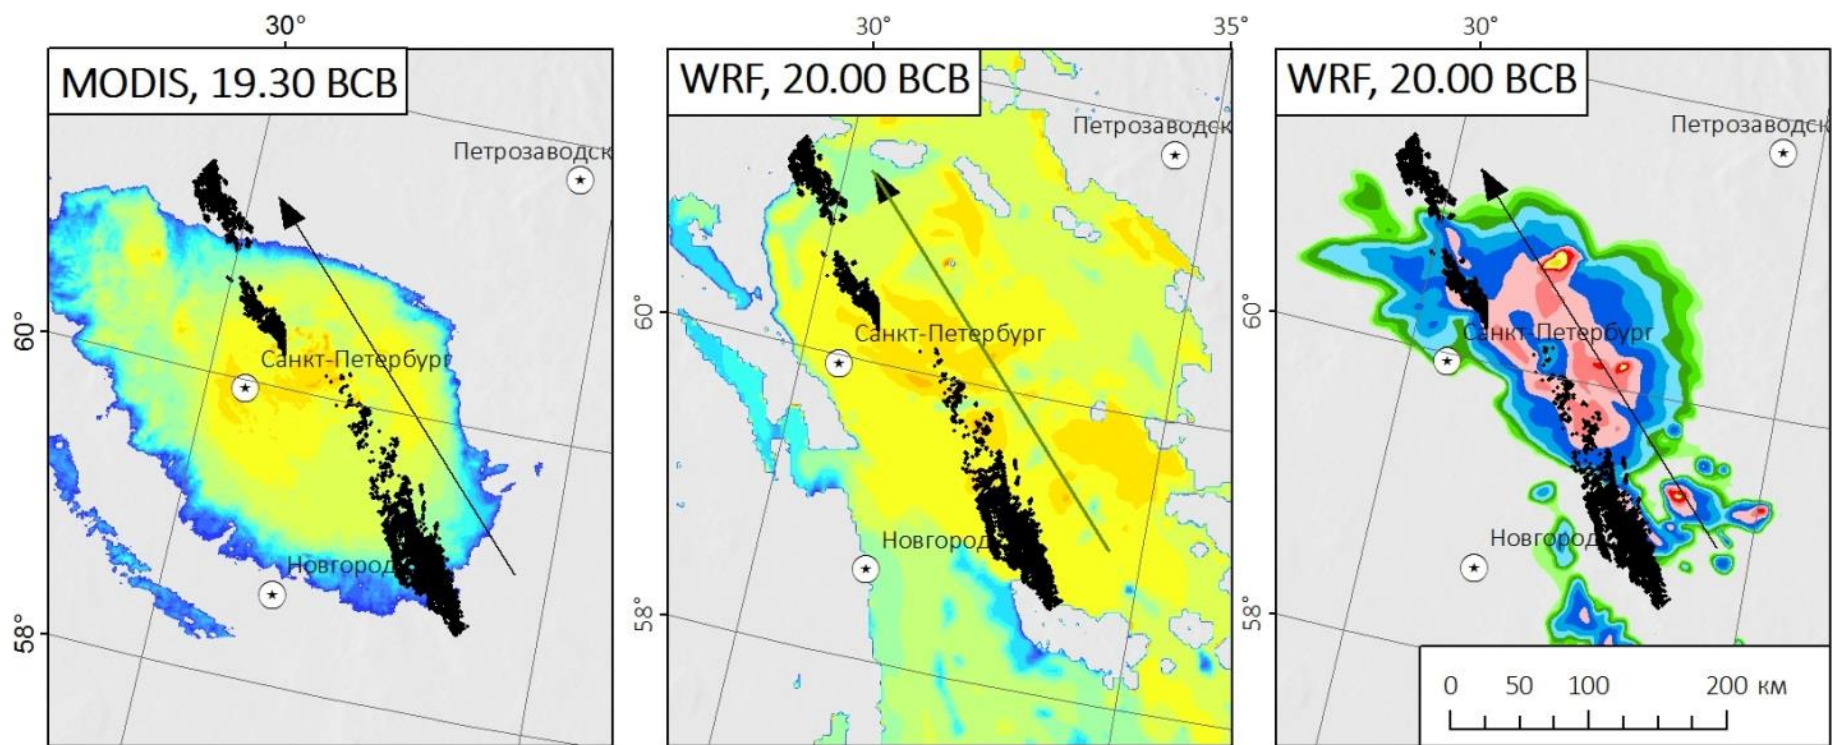 30°
30°
35°
30°
MODIS, 19.30 ВСВ
WRF, 20.00 ВСВ
WRF, 20.00 ВСВ
Петрозаводск
Петрозаводск
Петрозаводск
60°
60°
60°
Санкт-Петербург
Санкт-Петербург
Санкт-Петербург
Новгород
Новгород
Новгород
58°
58°
58°
0 50 100 200 км